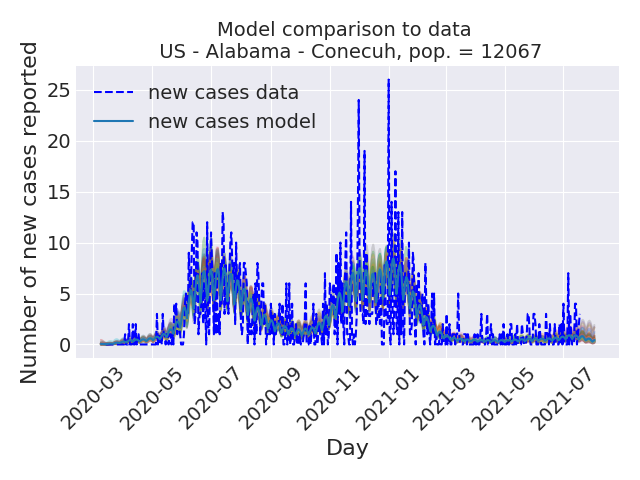 Model comparison to data
US - Alabama - Conecuh, pop. = 12067
Number of new cases reported
25
20
15
10
5
0
new cases data
new cases model
2020-03
2020-05
2020-07
2020-09
2020-11
2021-01
2021-03
2021-05
2021-07
Day